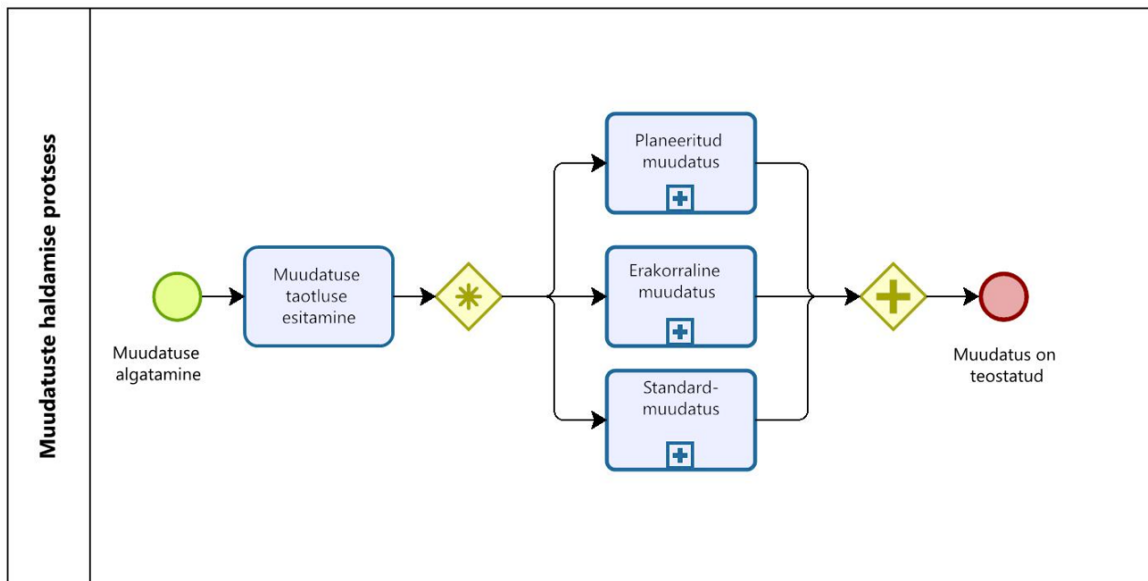 Muudatuste haldamise protsess
Muudatuse
algatamine
Muudatuse
taotluse
esitamine
Planeeritud
muudatus
Erakorraline
muudatus
Standard-
muudatus
Muudatus on
teostatud